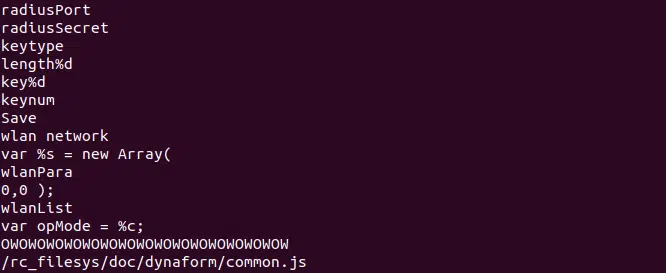 radiusPort
radiusSecret
keytype
length%d
key%d
keynum
Save
wlan network
var %s = new Array(
wlanPara
0,0 );
wlanList
var opMode = %c;
OWOWOWOWOWOWOWOWOWOWOWOWOWOWOWOW
/rc_filesys/doc/dynaform/common.js